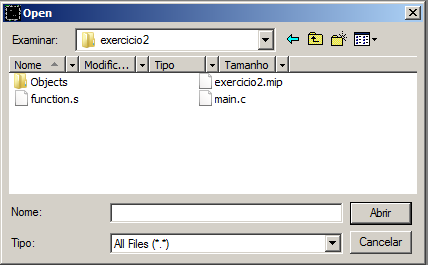 Open
Examinar: exercicio2
Nome Modific... Tipo Tamanho
Objects exercicio2.mip
function.s main.c
Nome: Abrir
Tipo: All Files (*.*) Cancelar